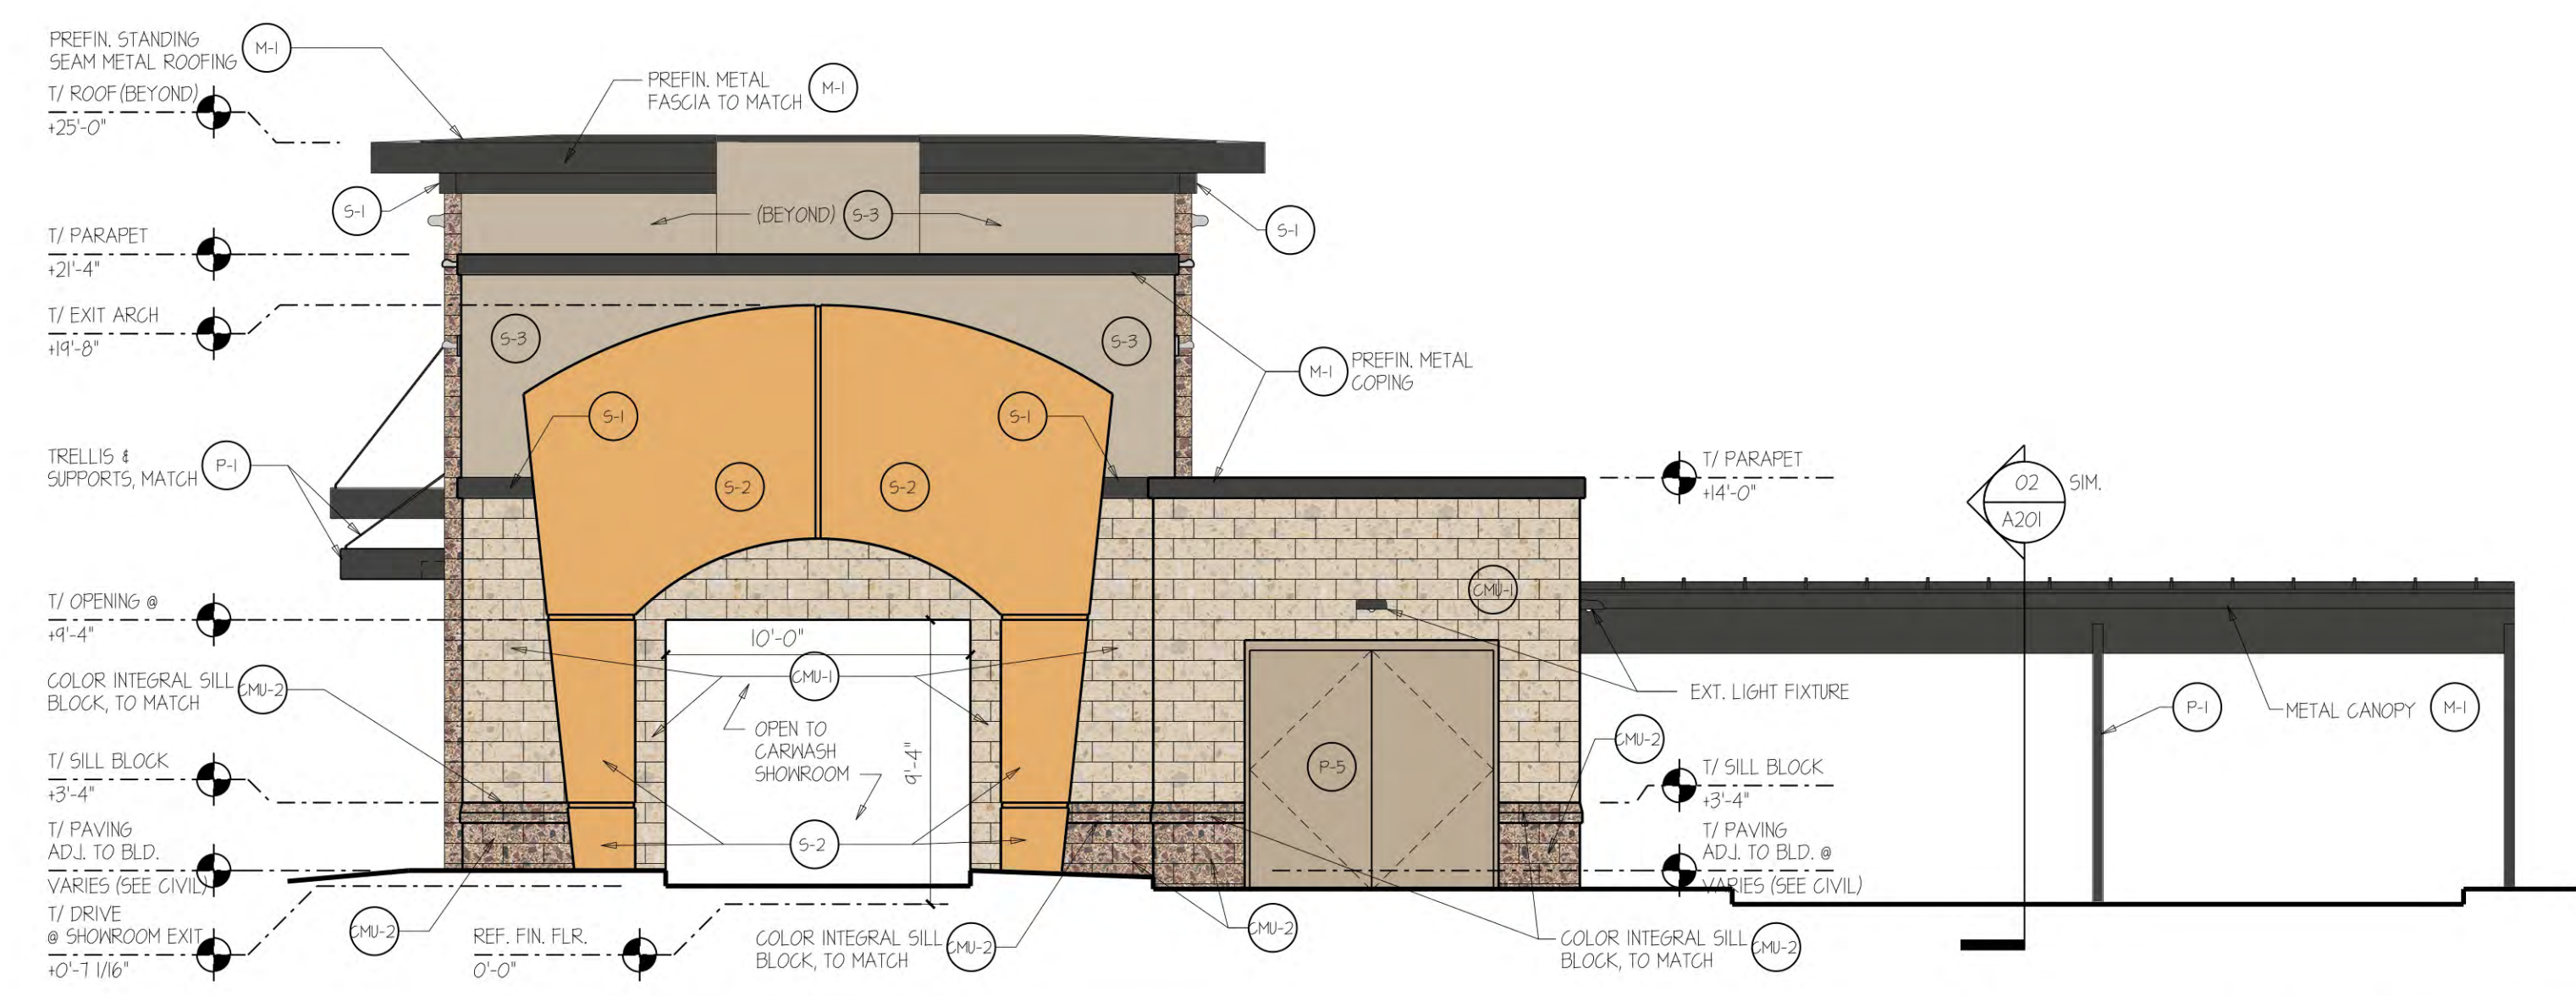 PREFIN. STANDING
SEAM METAL ROOFING
M-1
T/ ROOF (BEYOND)
+25'-0"
PREFIN. METAL
FASCIA TO MATCH
M-1
S-1
(BEYOND)
S-3
S-1
T/ PARAPET
+21'-4"
T/ EXIT ARCH
+19'-8"
S-3
S-3
M-1
PREFIN. METAL
COPING
S-1
S-1
TRELLIS &
SUPPORTS, MATCH
P-1
S-2
S-2
T/ PARAPET
+14'-0"
02
A201
SIM.
T/ OPENING @
+9'-4"
CMU-1
10'-0"
COLOR INTEGRAL SILL
BLOCK, TO MATCH
CMU-2
CMU-1
OPEN TO
CARWASH
SHOWROOM
9'-4"
P-5
EXT. LIGHT FIXTURE
CMU-2
P-1
METAL CANOPY
M-1
T/ SILL BLOCK
+3'-4"
T/ SILL BLOCK
+3'-4"
T/ PAVING
ADJ. TO BLD.
VARIES (SEE CIVIL)
S-2
T/ PAVING
ADJ. TO BLD. @
VARIES (SEE CIVIL)
T/ DRIVE
@ SHOWROOM EXIT
+0'-7 1/16"
CMU-2
REF. FIN. FLR.
0'-0"
COLOR INTEGRAL SILL
BLOCK, TO MATCH
CMU-2
CMU-2
COLOR INTEGRAL SILL
BLOCK, TO MATCH
CMU-2